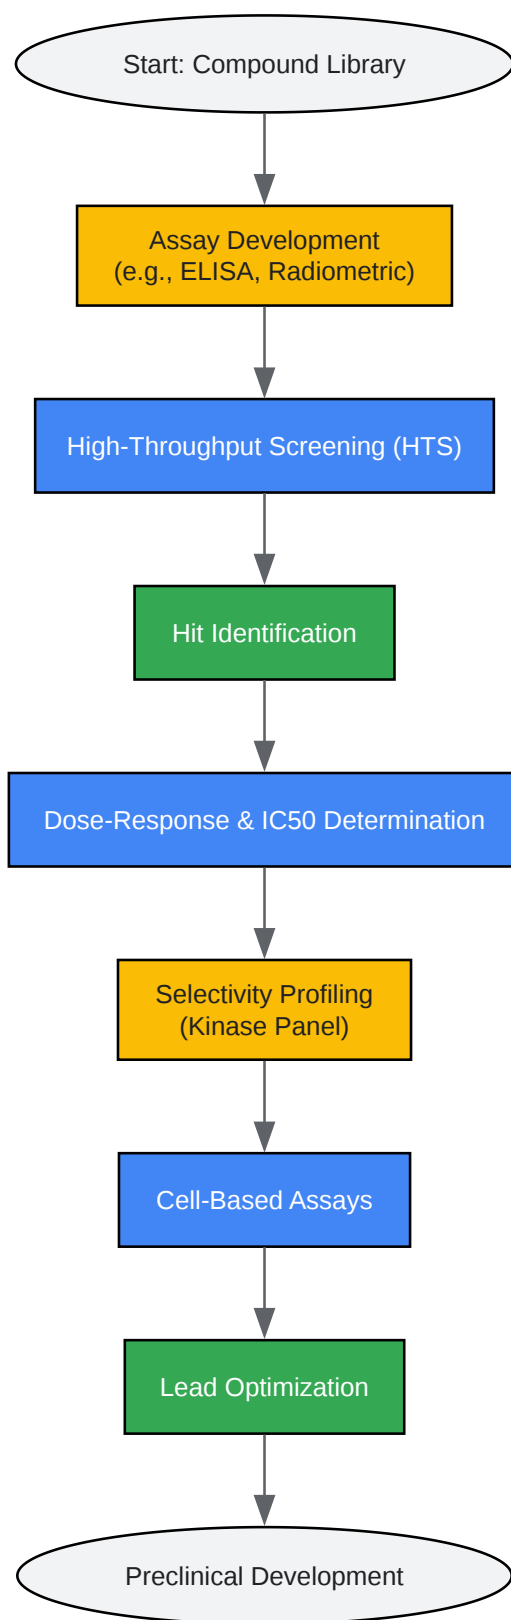 Start: Compound Library
Assay Development
(e.g., ELISA, Radiometric)
High-Throughput Screening (HTS)
Hit Identification
Dose-Response & IC50 Determination
Selectivity Profiling
(Kinase Panel)
Cell-Based Assays
Lead Optimization
Preclinical Development